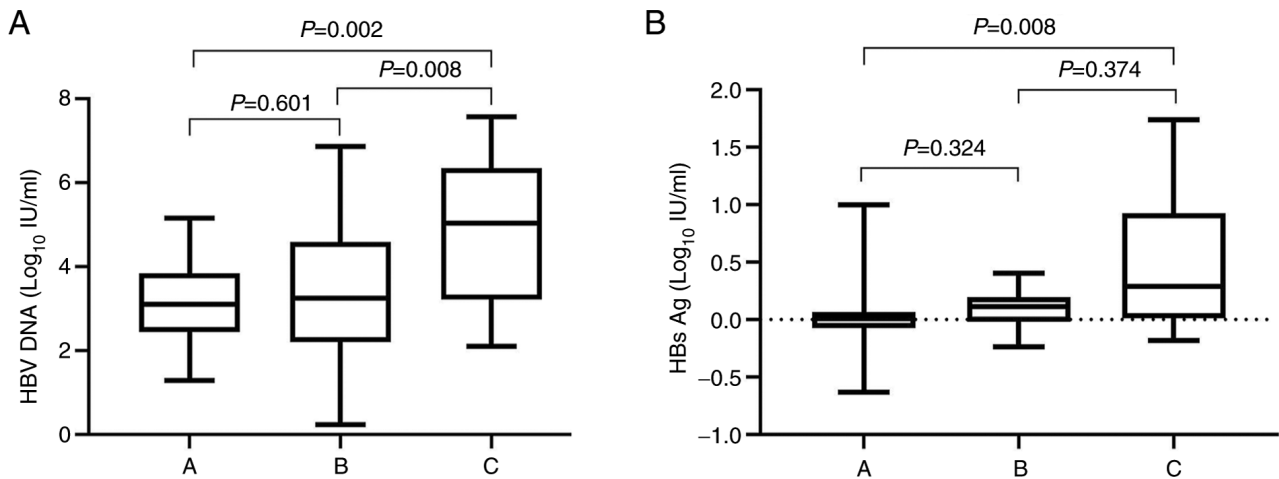 A
P=0.002
P=0.008
P=0.601
8
6
4
2
0
HBV DNA (Log10 IU/ml)
A B C
B
P=0.008
P=0.374
P=0.324
2.0
1.5
1.0
0.5
0.0
−0.5
−1.0
HBs Ag (Log10 IU/ml)
A B C